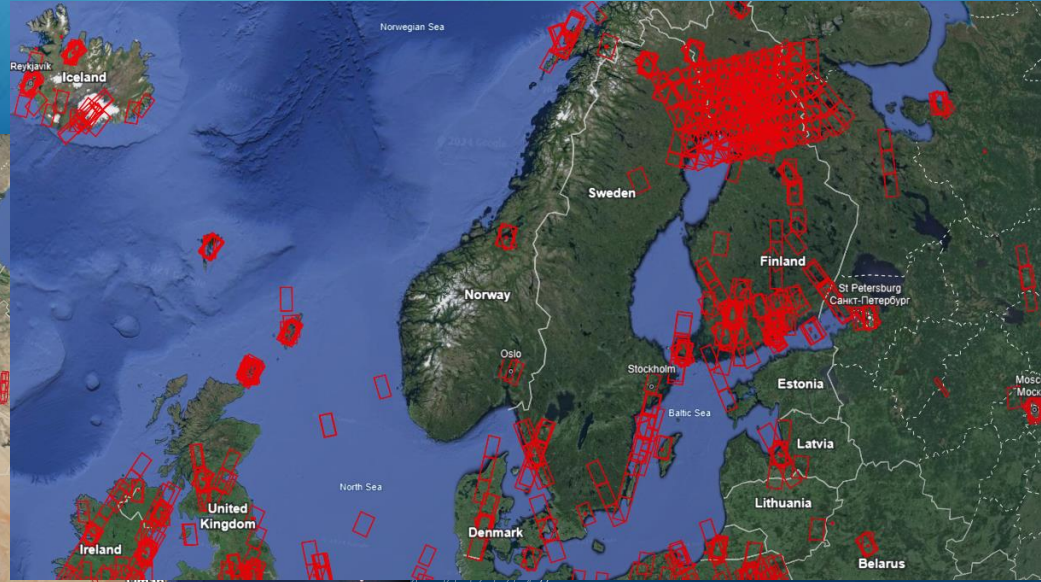 Norwegian Sea
Reykjavik
Iceland
Sweden
Finland
Norway
St Petersburg
Санкт-Петербург
Oslo
Stockholm
Estonia
Baltic Sea
Latvia
North Sea
Lithuania
United
Kingdom
Denmark
Ireland
Belarus